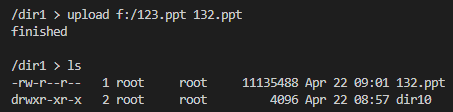 /dir1 > upload f:/123.ppt 132.ppt
finished
/dir1 > ls
-rw-r--r-- 1 root root 11135488 Apr 22 09:01 132.ppt
drwxr-xr-x 2 root root 4096 Apr 22 08:57 dir10